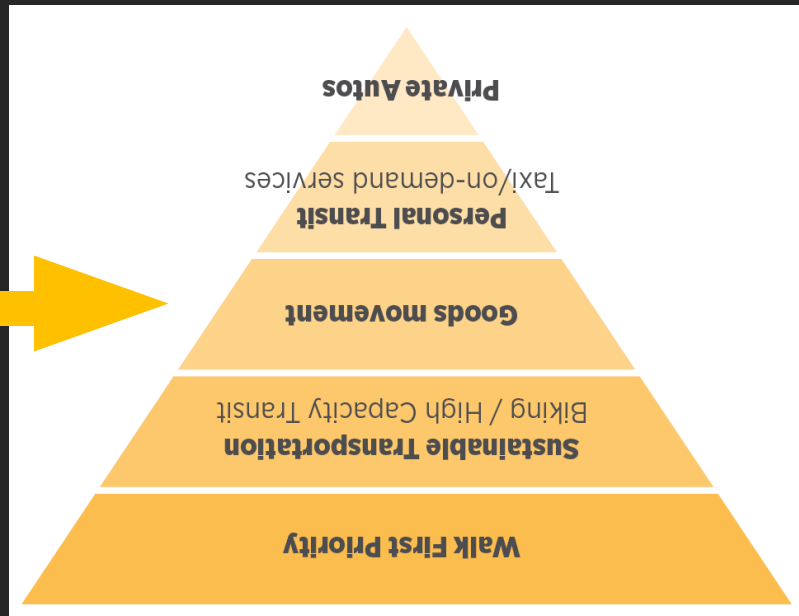 Walk First Priority
Sustainable Transportation
Biking / High Capacity Transit
Goods movement
Personal Transit
Taxi/on-demand services
Private Autos